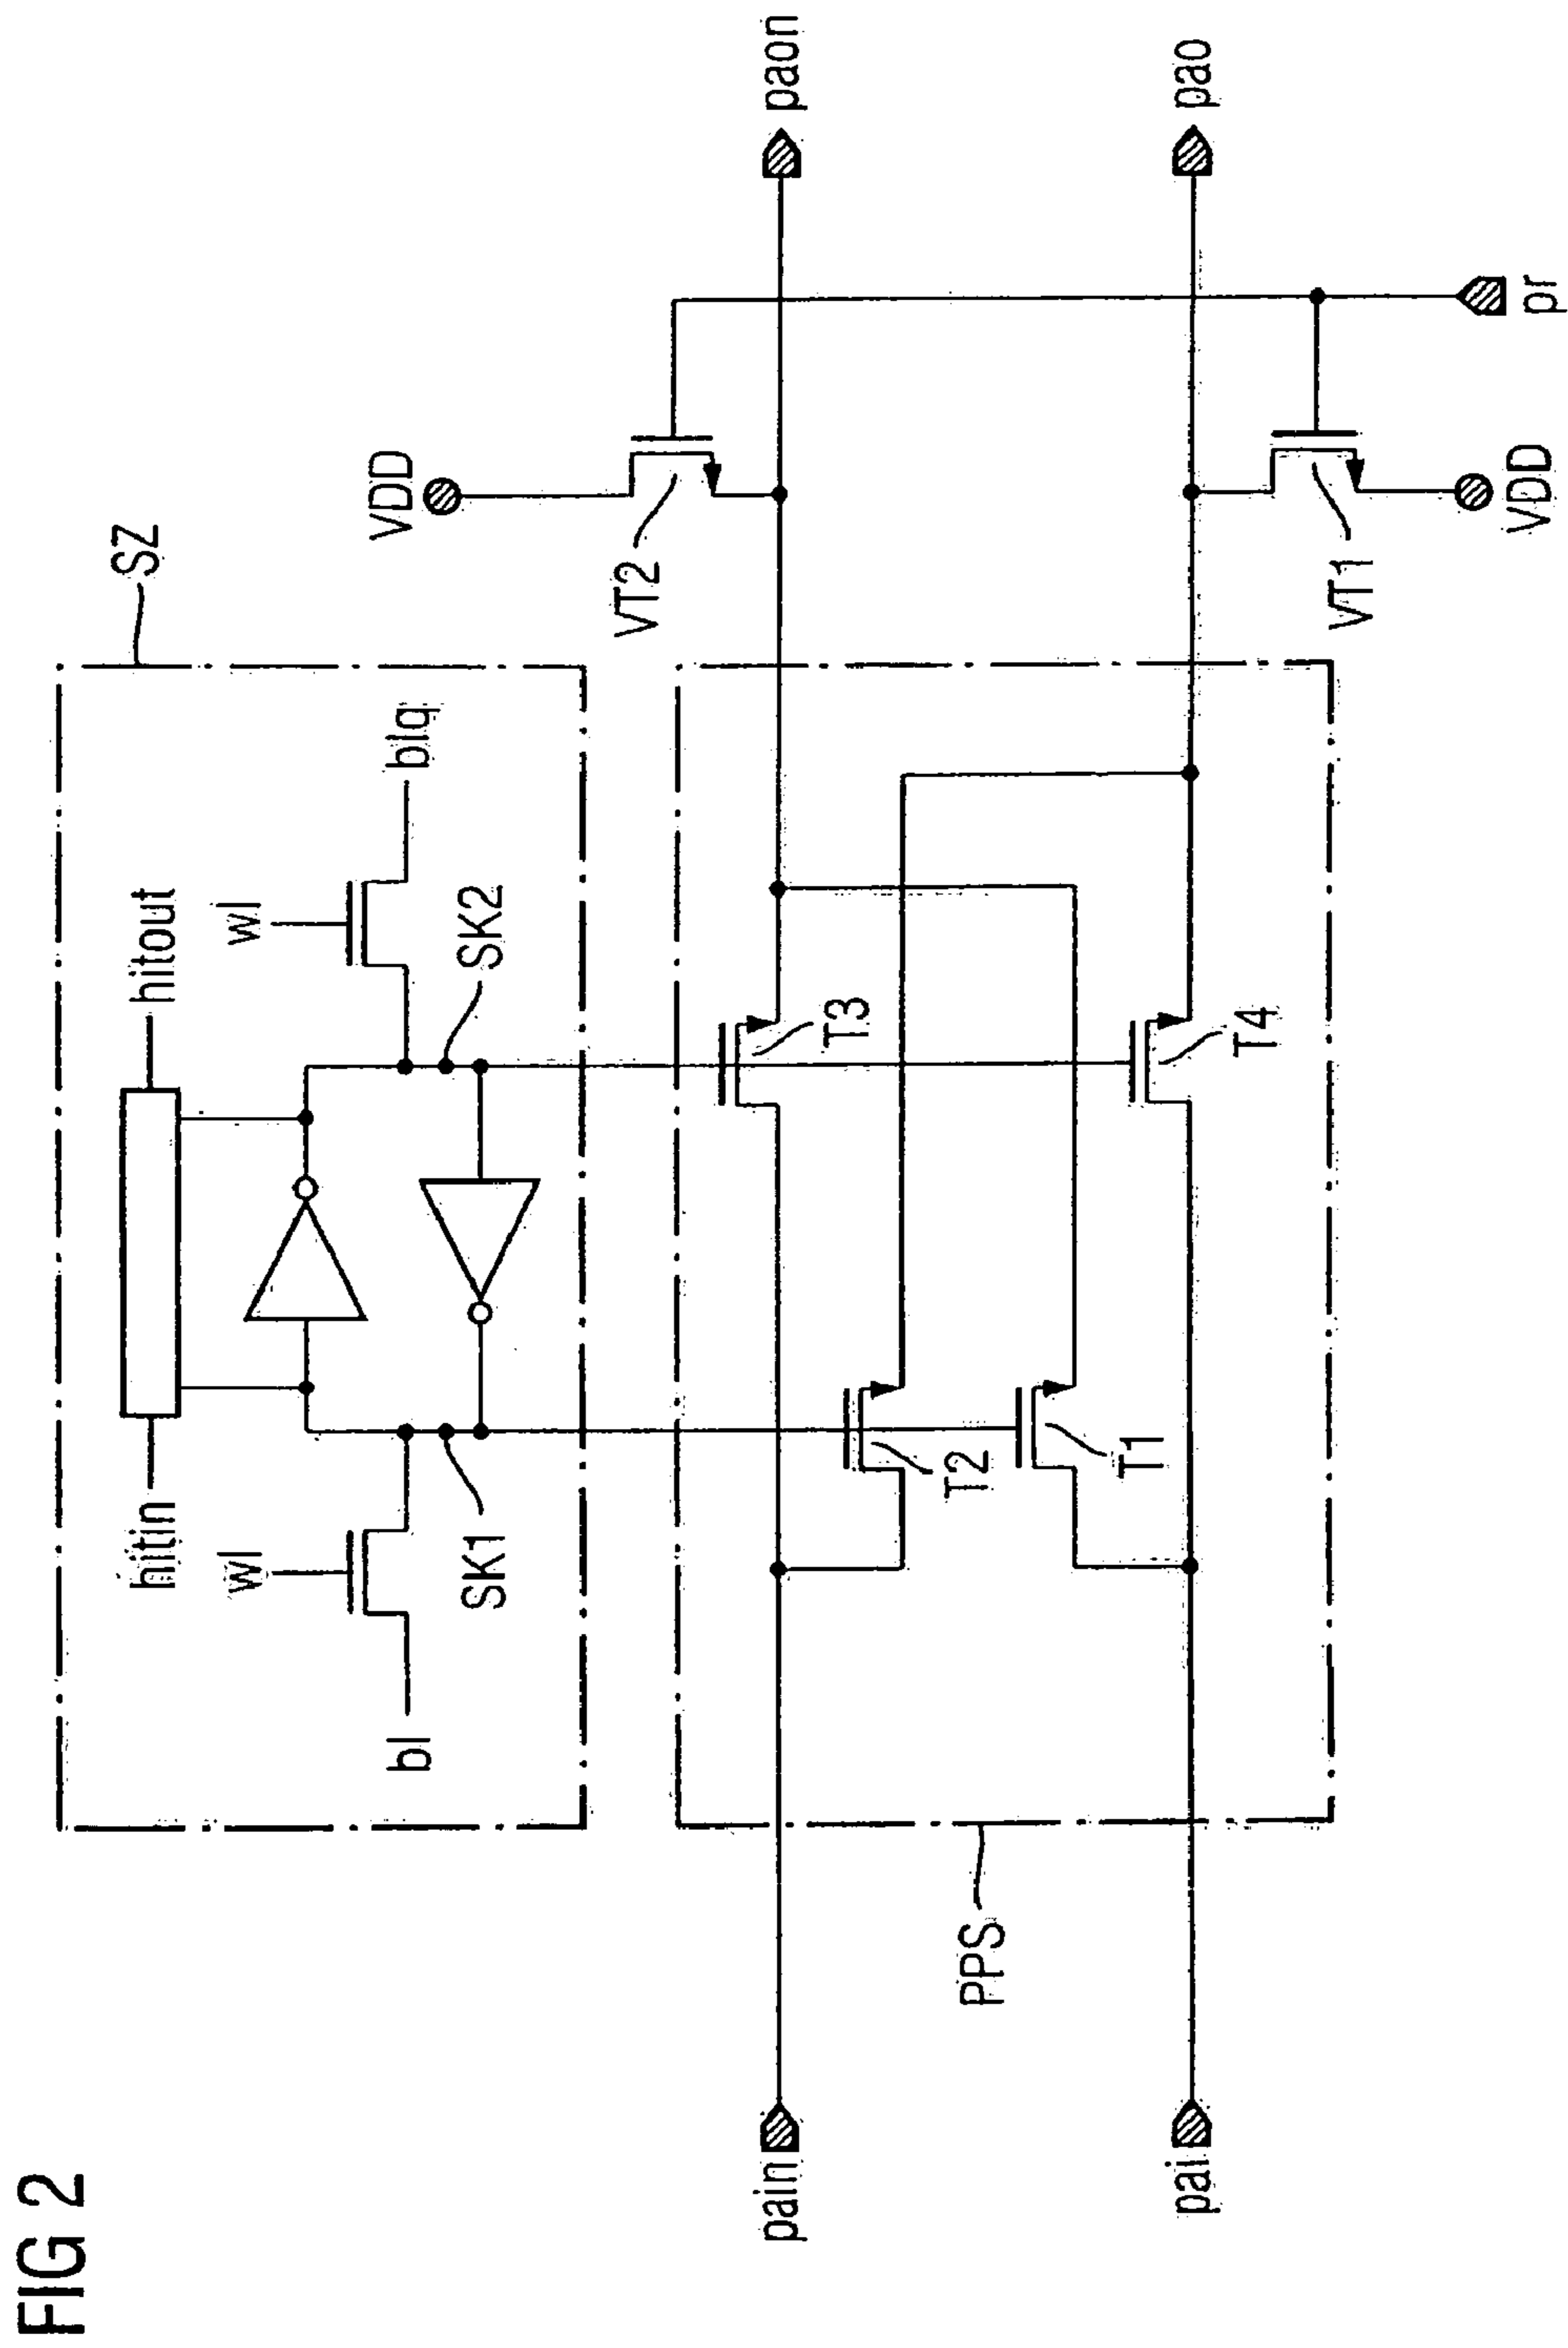 FIG 2
SZ
hitin
hitout
wl
wl
bl
blq
SK1
SK2
VDD
VT2
pain
paon
T3
T2
T1
T4
PPS
pai
pao
VT1
VDD
pr